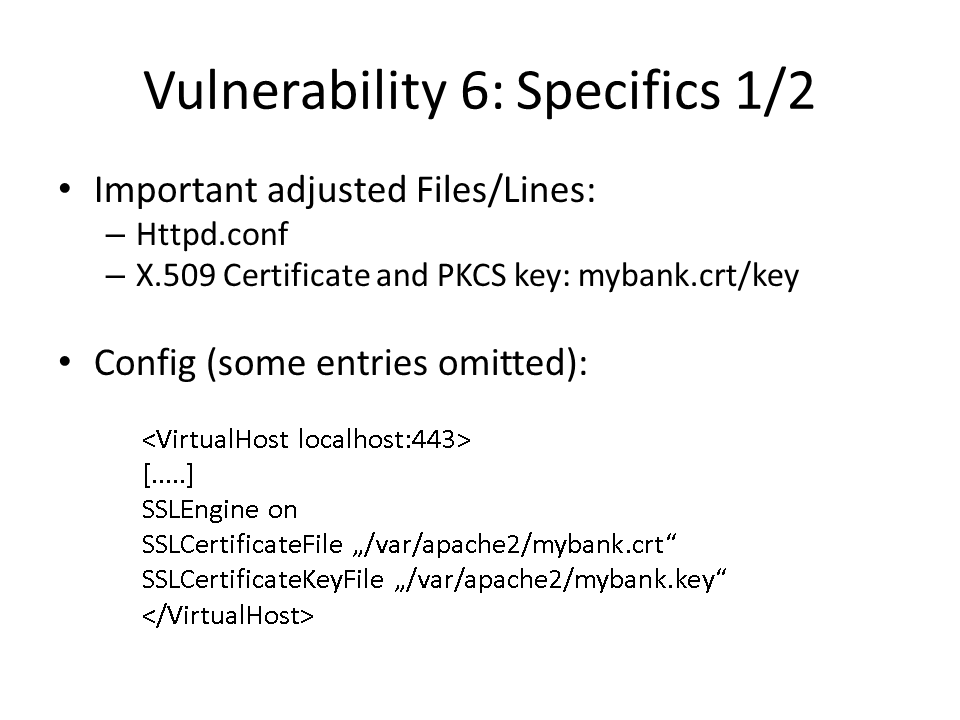 Vulnerability 6: Specifics 1/2
• Important adjusted Files/Lines:
– Httpd.conf
– X.509 Certificate and PKCS key: mybank.crt/key
• Config (some entries omitted):
<VirtualHost localhost:443>
[.....]
SSLEngine on
SSLCertificateFile „/var/apache2/mybank.crt“
SSLCertificateKeyFile „/var/apache2/mybank.key“
</VirtualHost>